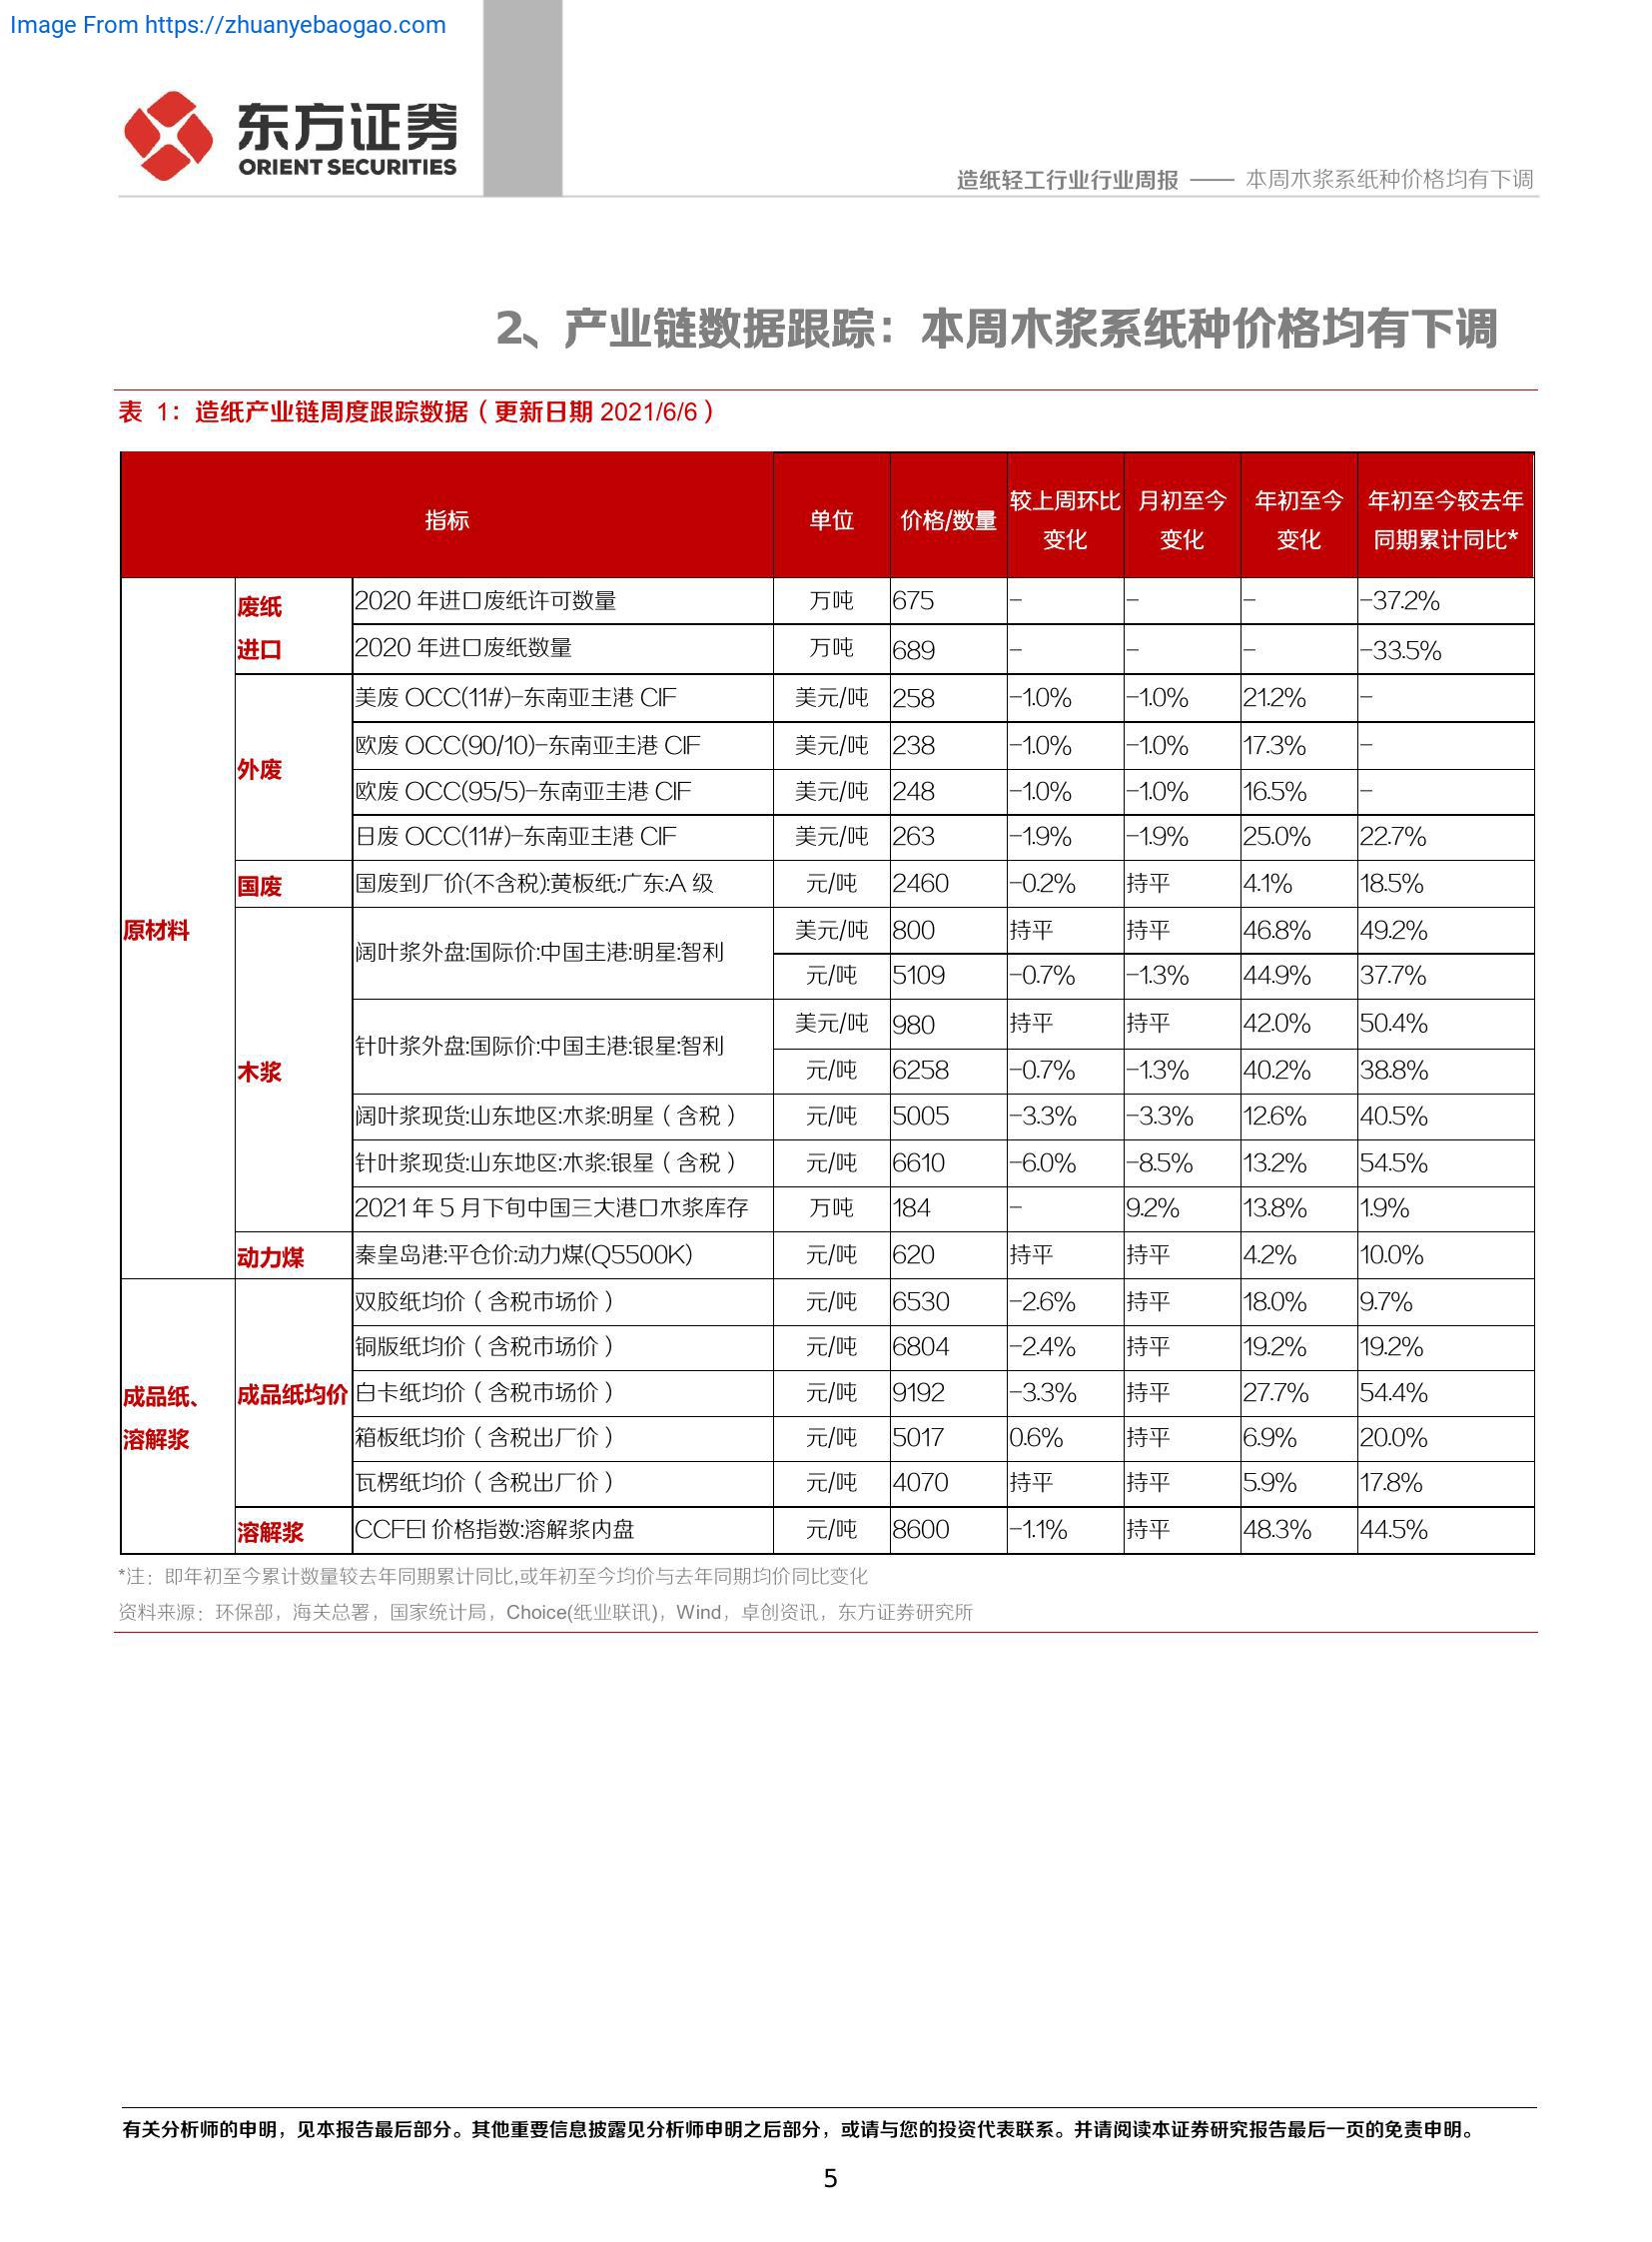 Image From https://zhuanyebaogao.com
东方证券
ORIENT SECURITIES
造纸轻工行业行业周报 —— 本周木浆系纸种价格均有下调
2、产业链数据跟踪：本周木浆系纸种价格均有下调
表 1：造纸产业链周度跟踪数据（更新日期 2021/6/6）
指标 单位 价格/数量 较上周环比变化 月初至今变化 年初至今变化 年初至今较去年同期累计同比*
原材料
废纸进口
2020 年进口废纸许可数量 万吨 675 - - - -37.2%
2020 年进口废纸数量 万吨 689 - - - -33.5%
外废
美废 OCC(11#)-东南亚主港 CIF 美元/吨 258 -1.0% -1.0% 21.2% -
欧废 OCC(90/10)-东南亚主港 CIF 美元/吨 238 -1.0% -1.0% 17.3% -
欧废 OCC(95/5)-东南亚主港 CIF 美元/吨 248 -1.0% -1.0% 16.5% -
日废 OCC(11#)-东南亚主港 CIF 美元/吨 263 -1.9% -1.9% 25.0% 22.7%
国废 国废到厂价(不含税):黄板纸:广东:A 级 元/吨 2460 -0.2% 持平 4.1% 18.5%
木浆
阔叶浆外盘:国际价:中国主港:明星:智利 美元/吨 800 持平 持平 46.8% 49.2%
元/吨 5109 -0.7% -1.3% 44.9% 37.7%
针叶浆外盘:国际价:中国主港:银星:智利 美元/吨 980 持平 持平 42.0% 50.4%
元/吨 6258 -0.7% -1.3% 40.2% 38.8%
阔叶浆现货:山东地区:木浆:明星（含税） 元/吨 5005 -3.3% -3.3% 12.6% 40.5%
针叶浆现货:山东地区:木浆:银星（含税） 元/吨 6610 -6.0% -8.5% 13.2% 54.5%
2021 年 5 月下旬中国三大港口木浆库存 万吨 184 - 9.2% 13.8% 1.9%
动力煤 秦皇岛港:平仓价:动力煤(Q5500K) 元/吨 620 持平 持平 4.2% 10.0%
成品纸、溶解浆
成品纸均价
双胶纸均价（含税市场价） 元/吨 6530 -2.6% 持平 18.0% 9.7%
铜版纸均价（含税市场价） 元/吨 6804 -2.4% 持平 19.2% 19.2%
白卡纸均价（含税市场价） 元/吨 9192 -3.3% 持平 27.7% 54.4%
箱板纸均价（含税出厂价） 元/吨 5017 0.6% 持平 6.9% 20.0%
瓦楞纸均价（含税出厂价） 元/吨 4070 持平 持平 5.9% 17.8%
溶解浆 CCFEI 价格指数:溶解浆内盘 元/吨 8600 -1.1% 持平 48.3% 44.5%
*注：即年初至今累计数量较去年同期累计同比,或年初至今均价与去年同期均价同比变化
资料来源：环保部，海关总署，国家统计局，Choice(纸业联讯)，Wind，卓创资讯，东方证券研究所
有关分析师的申明，见本报告最后部分。其他重要信息披露见分析师申明之后部分，或请与您的投资代表联系。并请阅读本证券研究报告最后一页的免责申明。
5